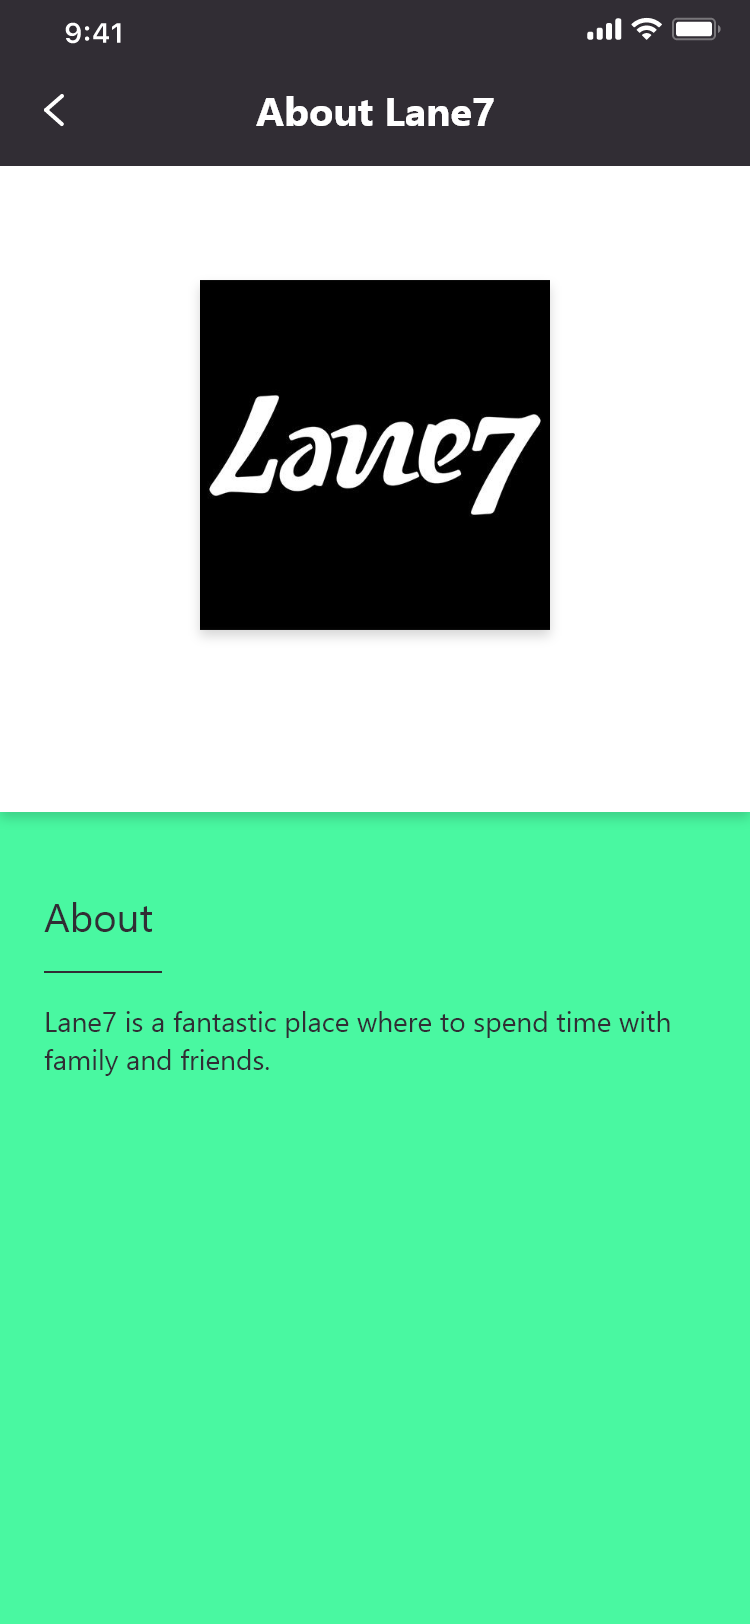 9:41
About Lane7
Lane7
About
Lane7 is a fantastic place where to spend time with
family and friends.